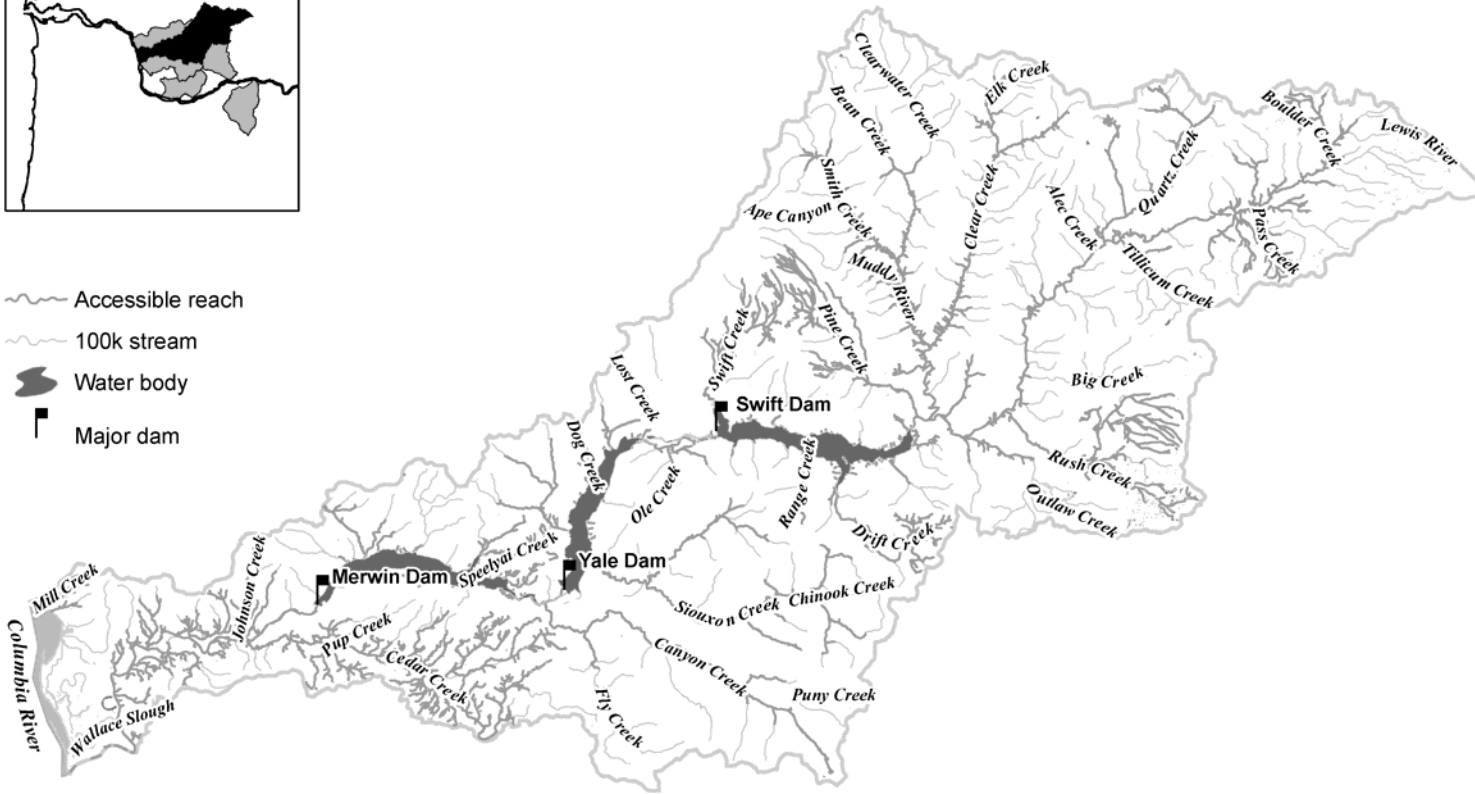 Accessible reach
100k stream
Water body
Major dam
Clearwater Creek
Elk Creek
Bean Creek
Boulder Creek
Lewis River
Smith Creek
Quartz Creek
Clear Creek
Alec Creek
Ape Canyon
Pass Creek
Muddy River
Tillicum Creek
Pine Creek
Swift Creek
Lost Creek
Big Creek
Swift Dam
Dog Creek
Range Creek
Rush Creek
Ole Creek
Outlaw Creek
Drift Creek
Speelyai Creek
Yale Dam
Merwin Dam
Johnson Creek
Mill Creek
Siouxon Creek
Chinook Creek
Pup Creek
Columbia River
Cedar Creek
Canyon Creek
Puny Creek
Fly Creek
Wallace Slough